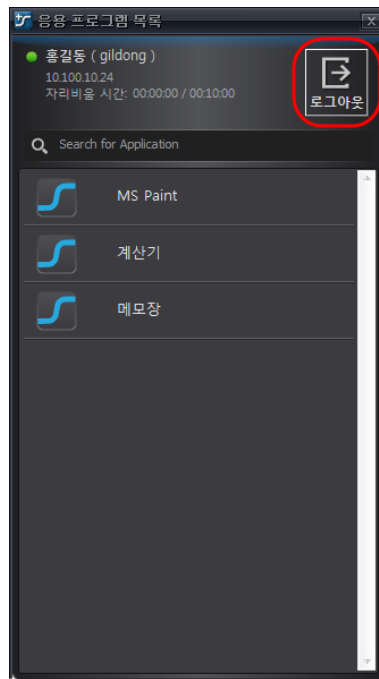 응용 프로그램 목록
홍길동 ( gildong )
10.100.10.24
자리비움 시간: 00:00:00 / 00:10:00
로그아웃
Search for Application
MS Paint
계산기
메모장